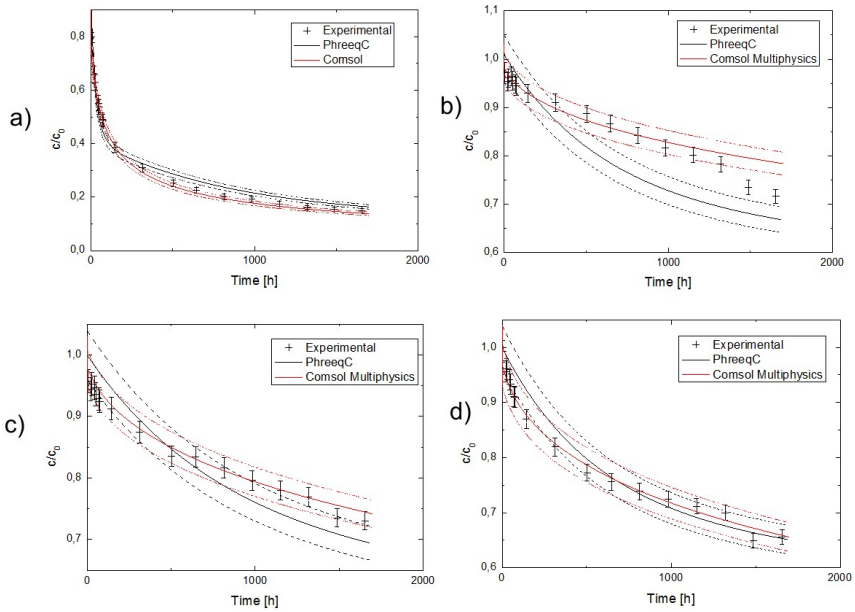 a)
Experimental
PhreeqC
Comsol
c/c0
0,8
0,6
0,4
0,2
0,0
0
1000
2000
Time [h]
b)
Experimental
PhreeqC
Comsol Multiphysics
c/c0
1,1
1,0
0,9
0,8
0,7
0,6
0
1000
2000
Time [h]
c)
Experimental
PhreeqC
Comsol Multiphysics
c/c0
1,0
0,9
0,8
0,7
0
1000
2000
Time [h]
d)
Experimental
PhreeqC
Comsol Multiphysics
c/c0
1,0
0,9
0,8
0,7
0,6
0
1000
2000
Time [h]